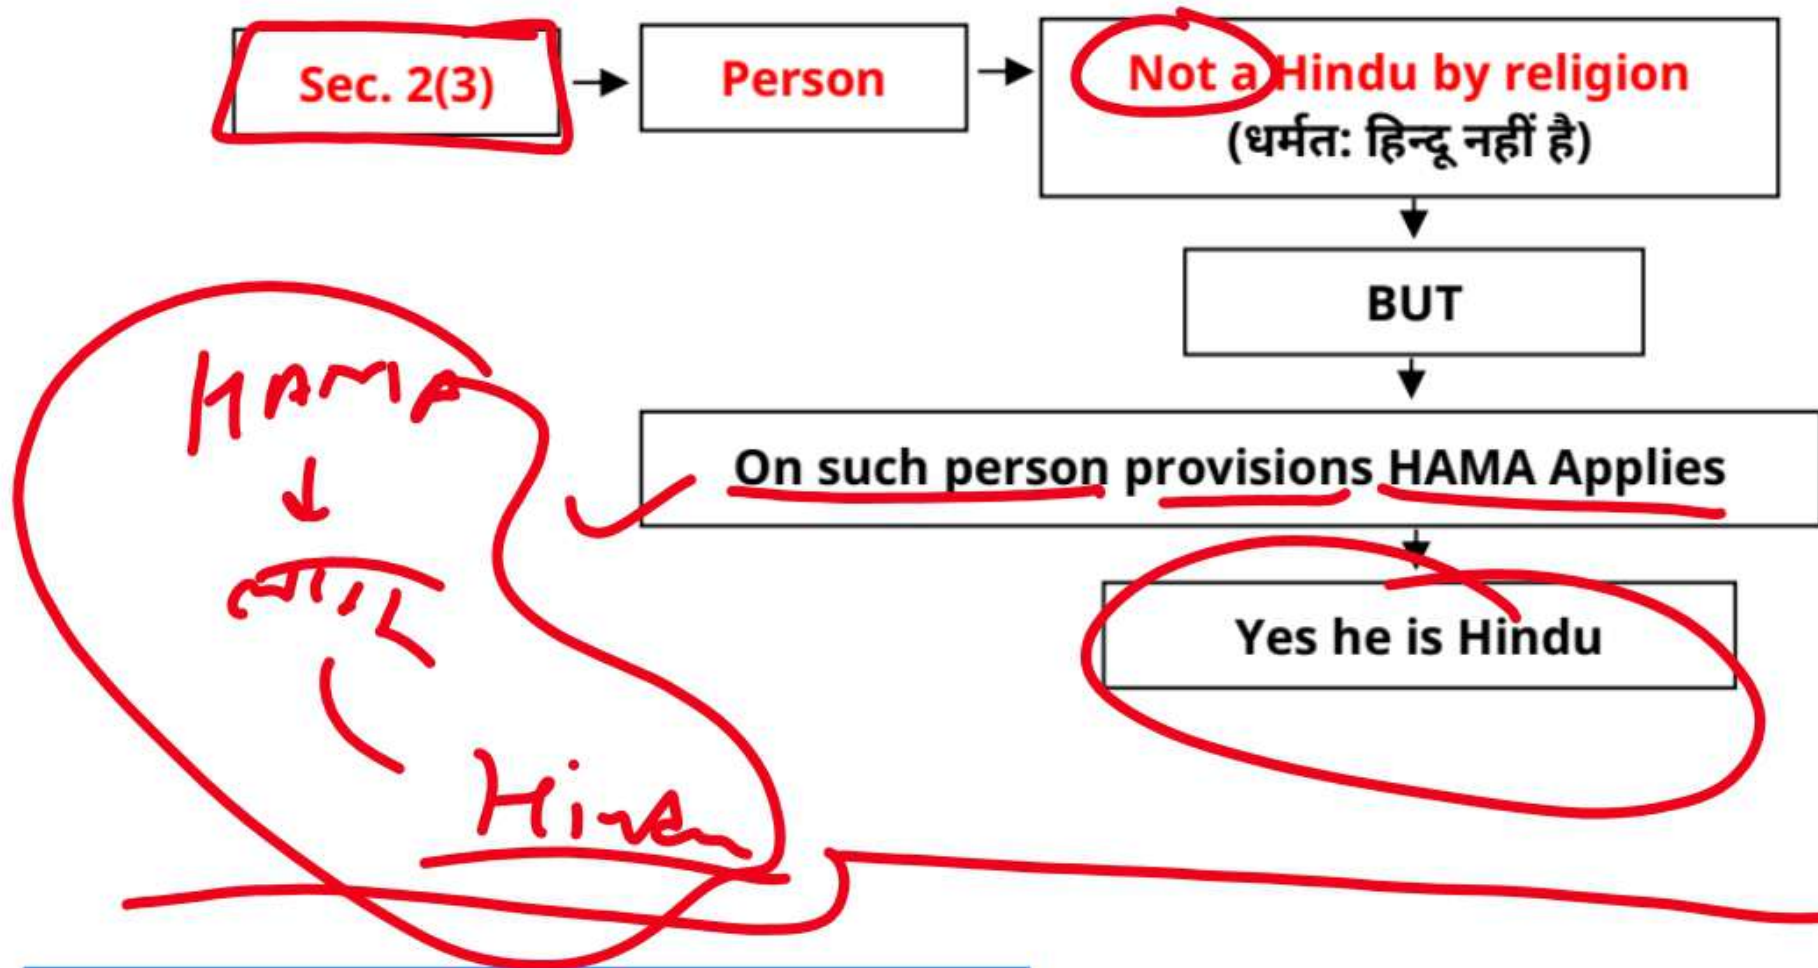 Sec. 2(3)
Person
Not a Hindu by religion
(धर्मत: हिन्दू नहीं है)
BUT
On such person provisions HAMA Applies
Yes he is Hindu
HAMA
लागू
Hindu